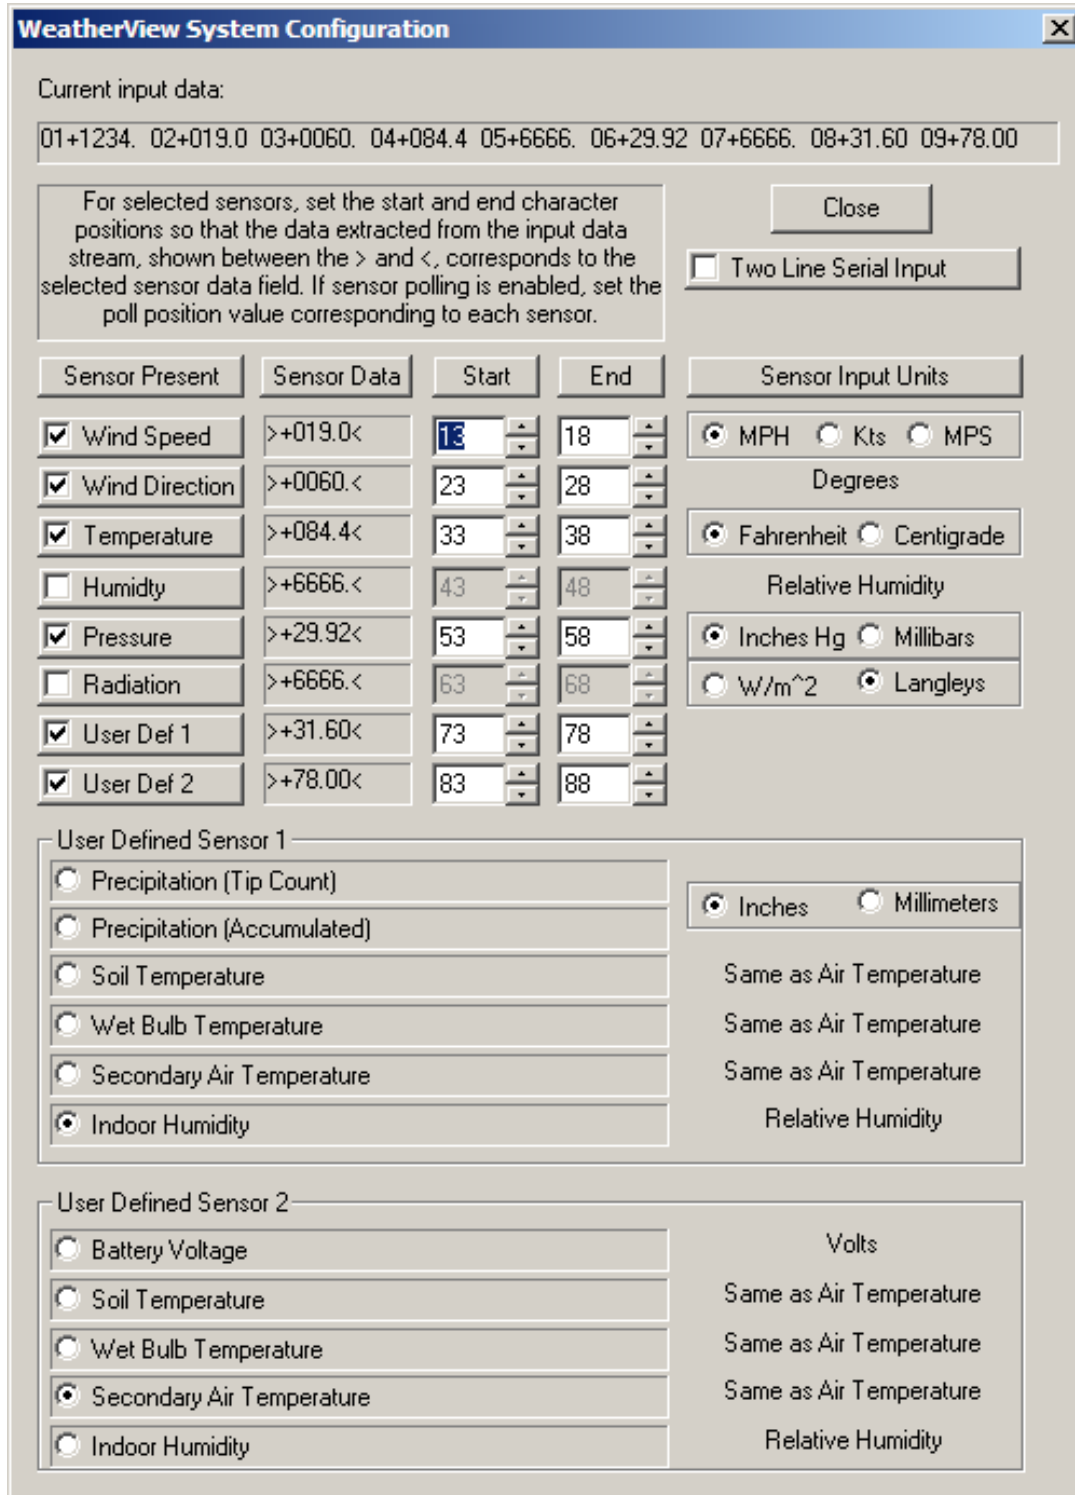 WeatherView System Configuration
Current input data:
01+1234.  02+019.0  03+0060.  04+084.4  05+6666.  06+29.92  07+6666.  08+31.60  09+78.00
For selected sensors, set the start and end character
positions so that the data extracted from the input data
stream, shown between the > and <, corresponds to the
selected sensor data field. If sensor polling is enabled, set the
poll position value corresponding to each sensor.
Close
Two Line Serial Input
Sensor Present Sensor Data Start End Sensor Input Units
Wind Speed >+019.0< 13 18 MPH Kts MPS
Wind Direction >+0060.< 23 28 Degrees
Temperature >+084.4< 33 38 Fahrenheit Centigrade
Humidty >+6666.< 43 48 Relative Humidity
Pressure >+29.92< 53 58 Inches Hg Millibars
Radiation >+6666.< 63 68 W/m^2 Langleys
User Def 1 >+31.60< 73 78
User Def 2 >+78.00< 83 88
User Defined Sensor 1
Precipitation (Tip Count)
Inches Millimeters
Precipitation (Accumulated)
Soil Temperature Same as Air Temperature
Wet Bulb Temperature Same as Air Temperature
Secondary Air Temperature Same as Air Temperature
Indoor Humidity Relative Humidity
User Defined Sensor 2
Battery Voltage Volts
Soil Temperature Same as Air Temperature
Wet Bulb Temperature Same as Air Temperature
Secondary Air Temperature Same as Air Temperature
Indoor Humidity Relative Humidity